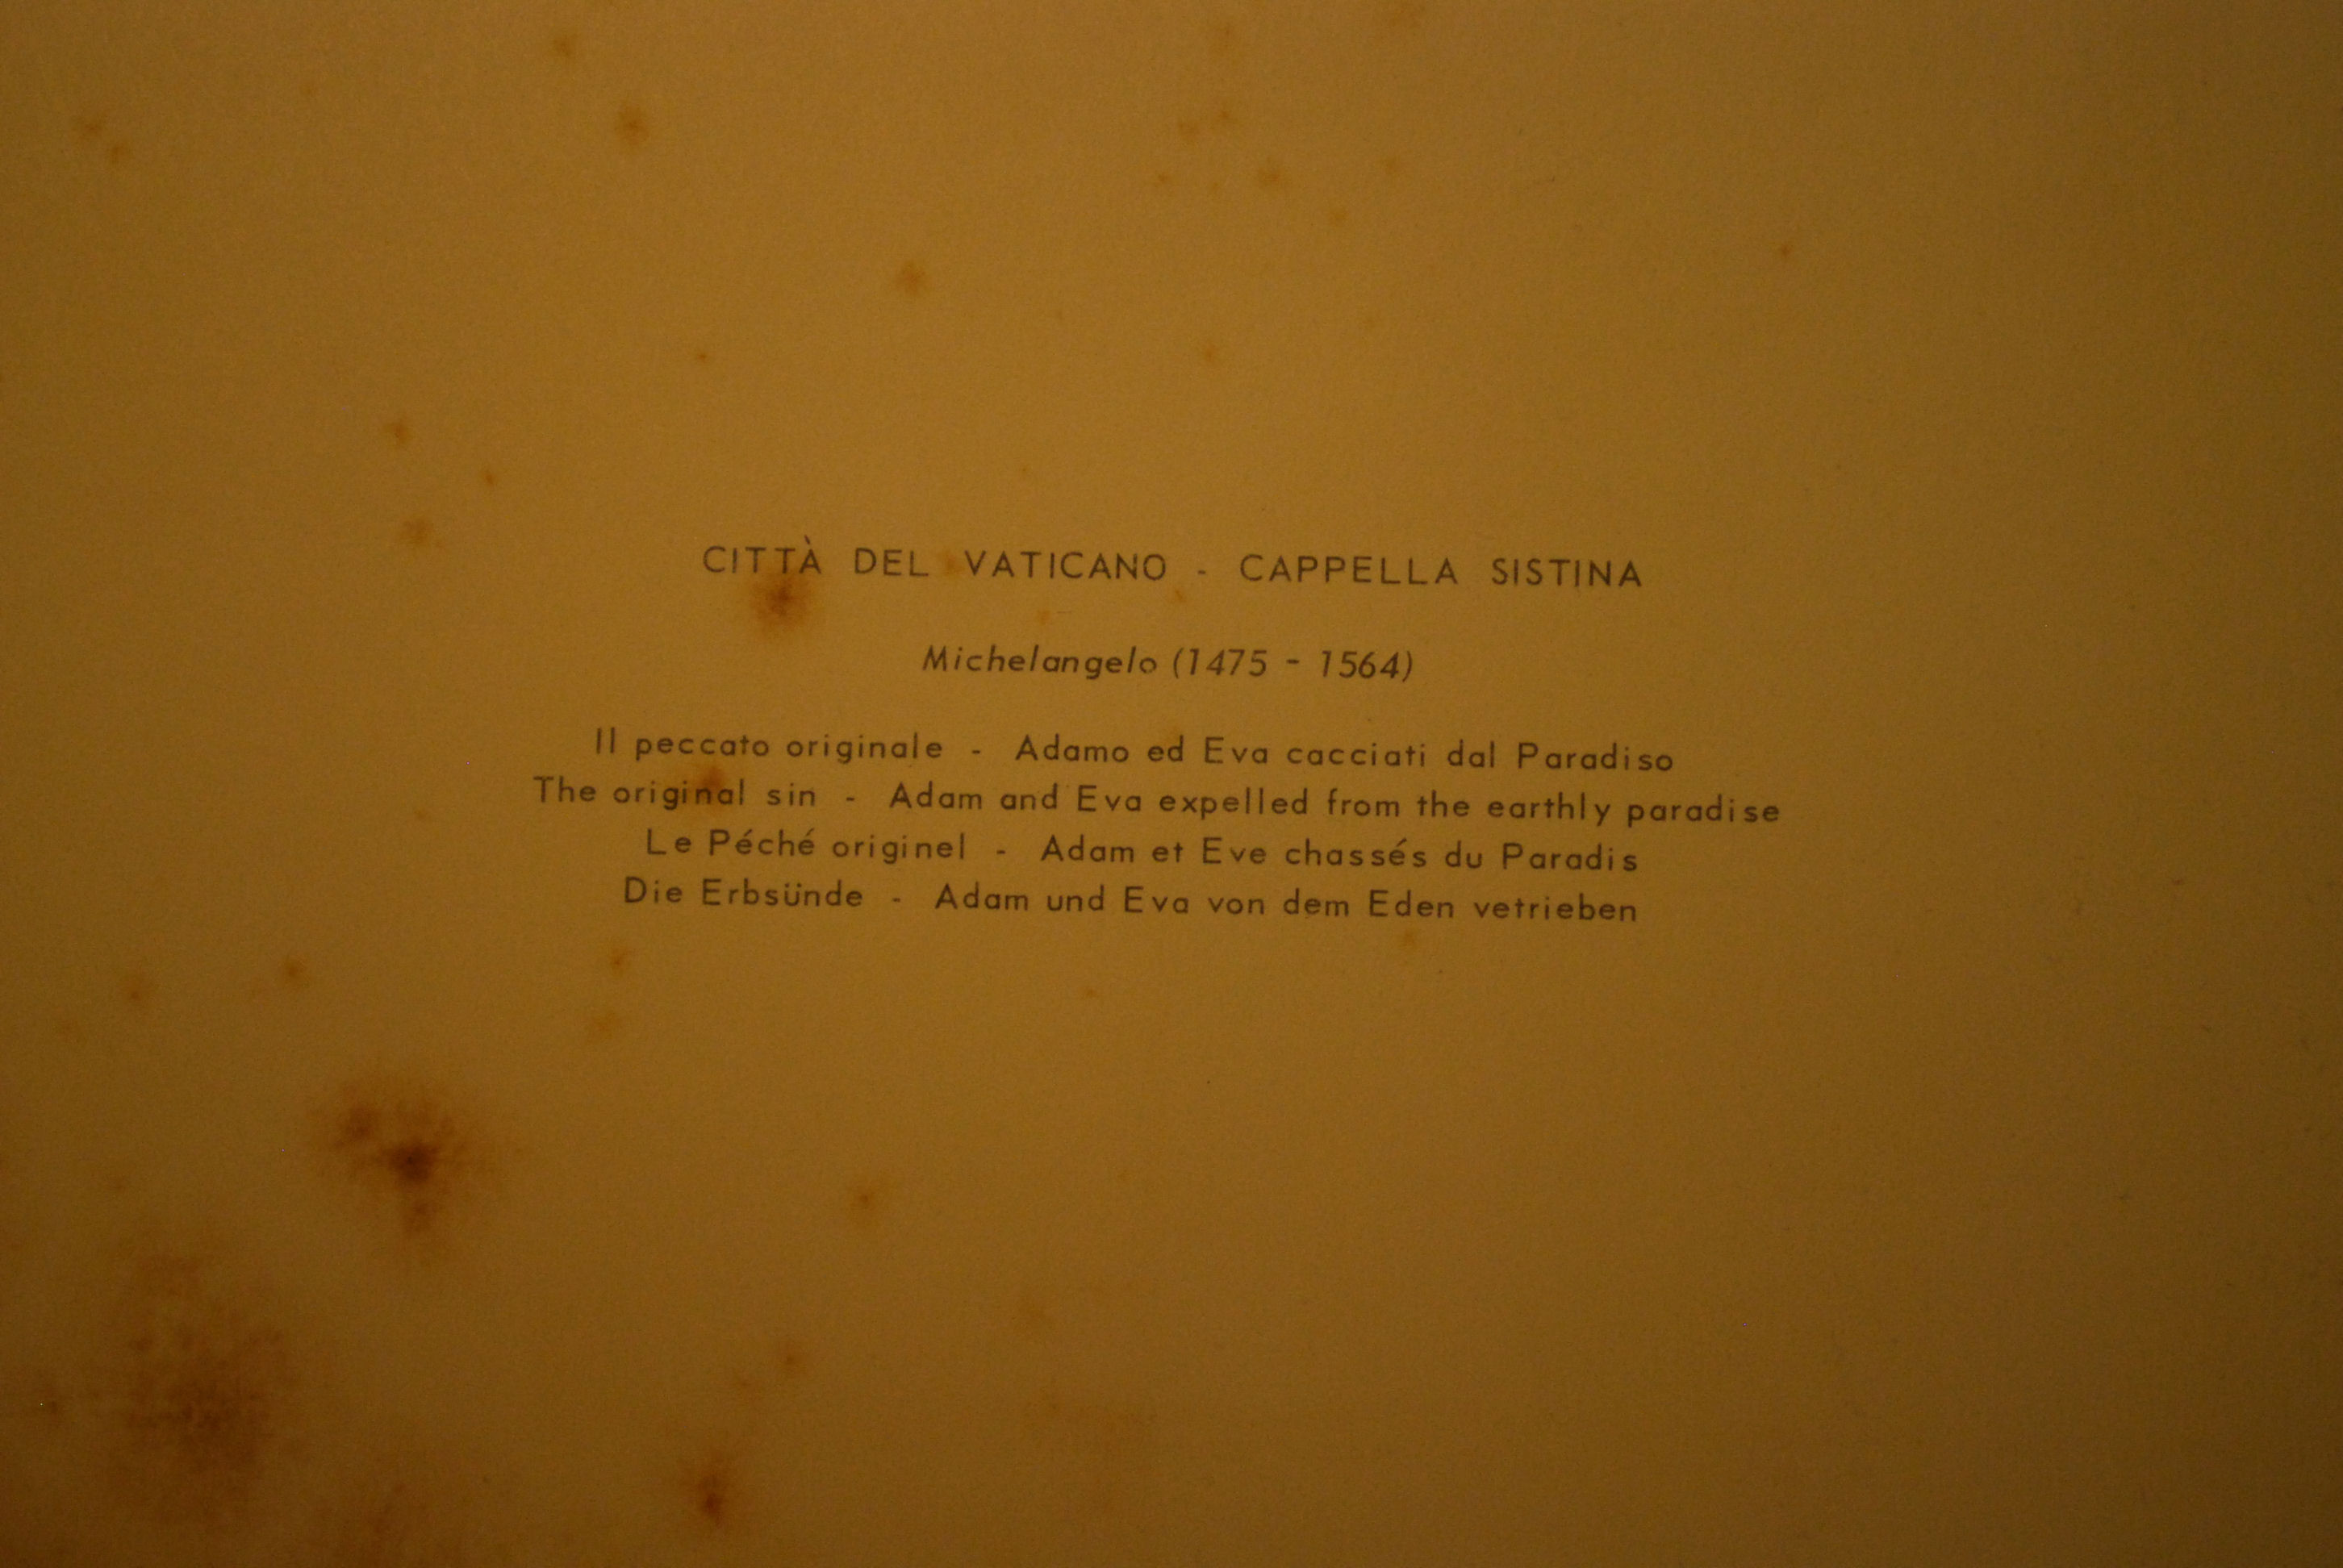 CITTÀ DEL VATICANO - CAPPELLA SISTINA
Michelangelo (1475 - 1564)
Il peccato originale - Adamo ed Eva cacciati dal Paradiso
The original sin - Adam and Eva expelled from the earthly paradise
Le Péché originel - Adam et Eve chassés du Paradis
Die Erbsünde - Adam und Eva von dem Eden vetrieben